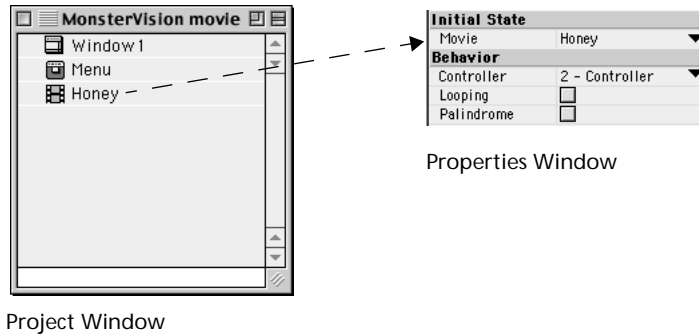 MonsterVision movie
Window1
Menu
Honey
Project Window
Initial State
Movie Honey
Behavior
Controller 2 - Controller
Looping
Palindrome
Properties Window